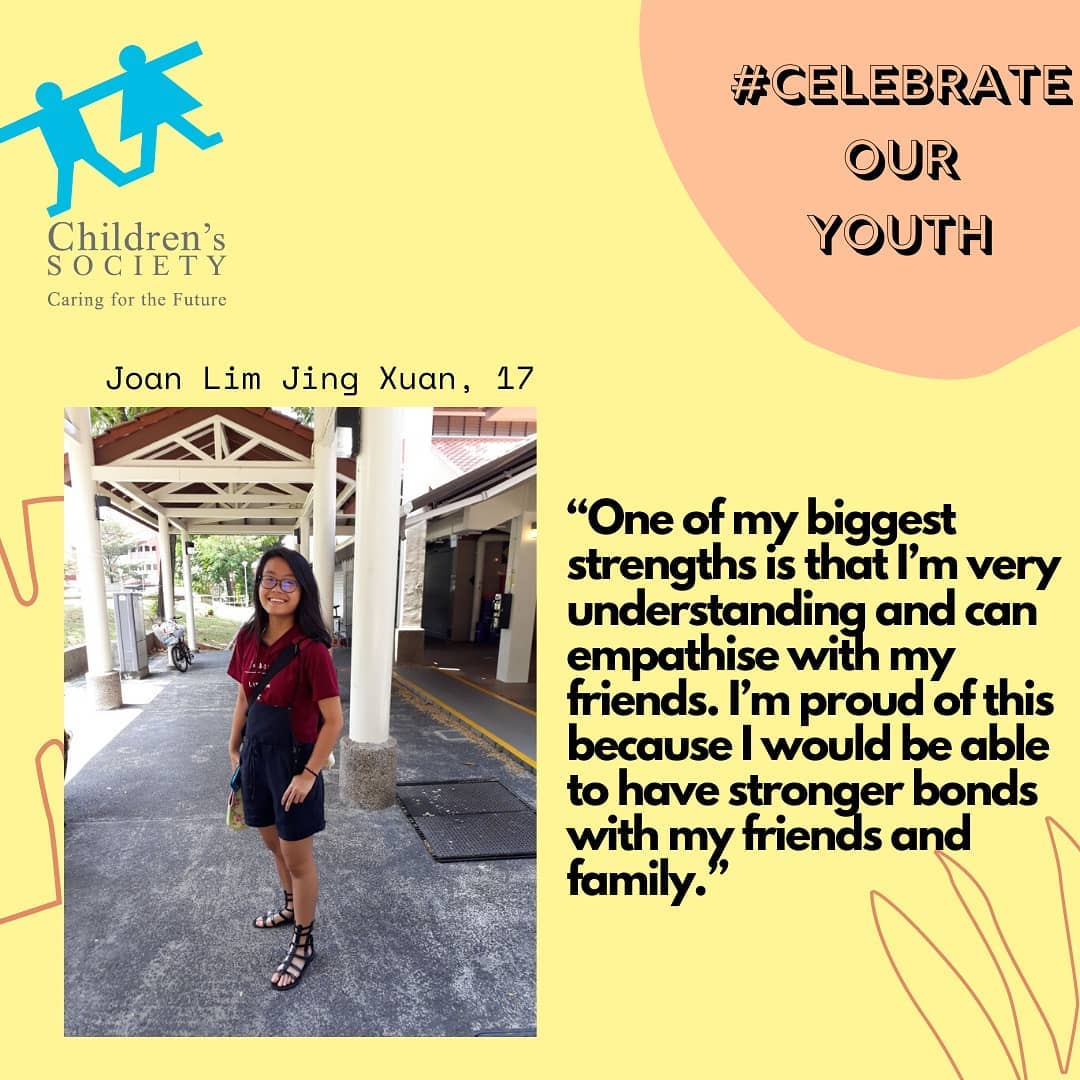 #CELEBRATE
OUR
YOUTH
Children's
SOCIETY
Caring for the Future
Joan Lim Jing Xuan, 17
“One of my biggest
strengths is that I’m very
understanding and can
empathise with my
friends. I’m proud of this
because I would be able
to have stronger bonds
with my friends and
family.”